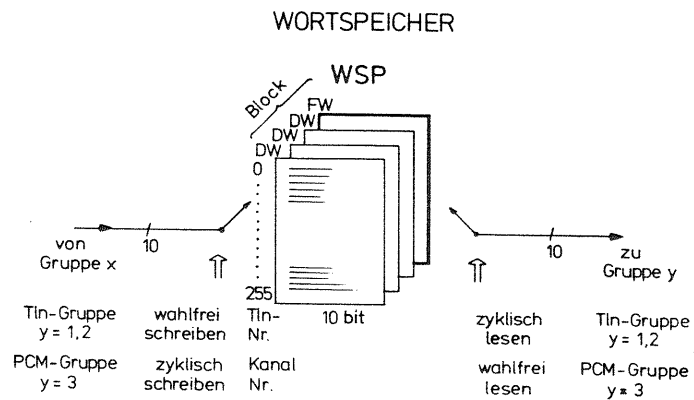 WORTSPEICHER
WSP
Block
FW
DW
DW
DW
0
255
von
Gruppe x
10
10
zu
Gruppe y
Tln-Gruppe
y = 1,2
wahlfrei
schreiben
Tln-
Nr.
10 bit
zyklisch
lesen
Tln-Gruppe
y = 1,2
PCM-Gruppe
y = 3
zyklisch
schreiben
Kanal
Nr.
wahlfrei
lesen
PCM-Gruppe
y = 3